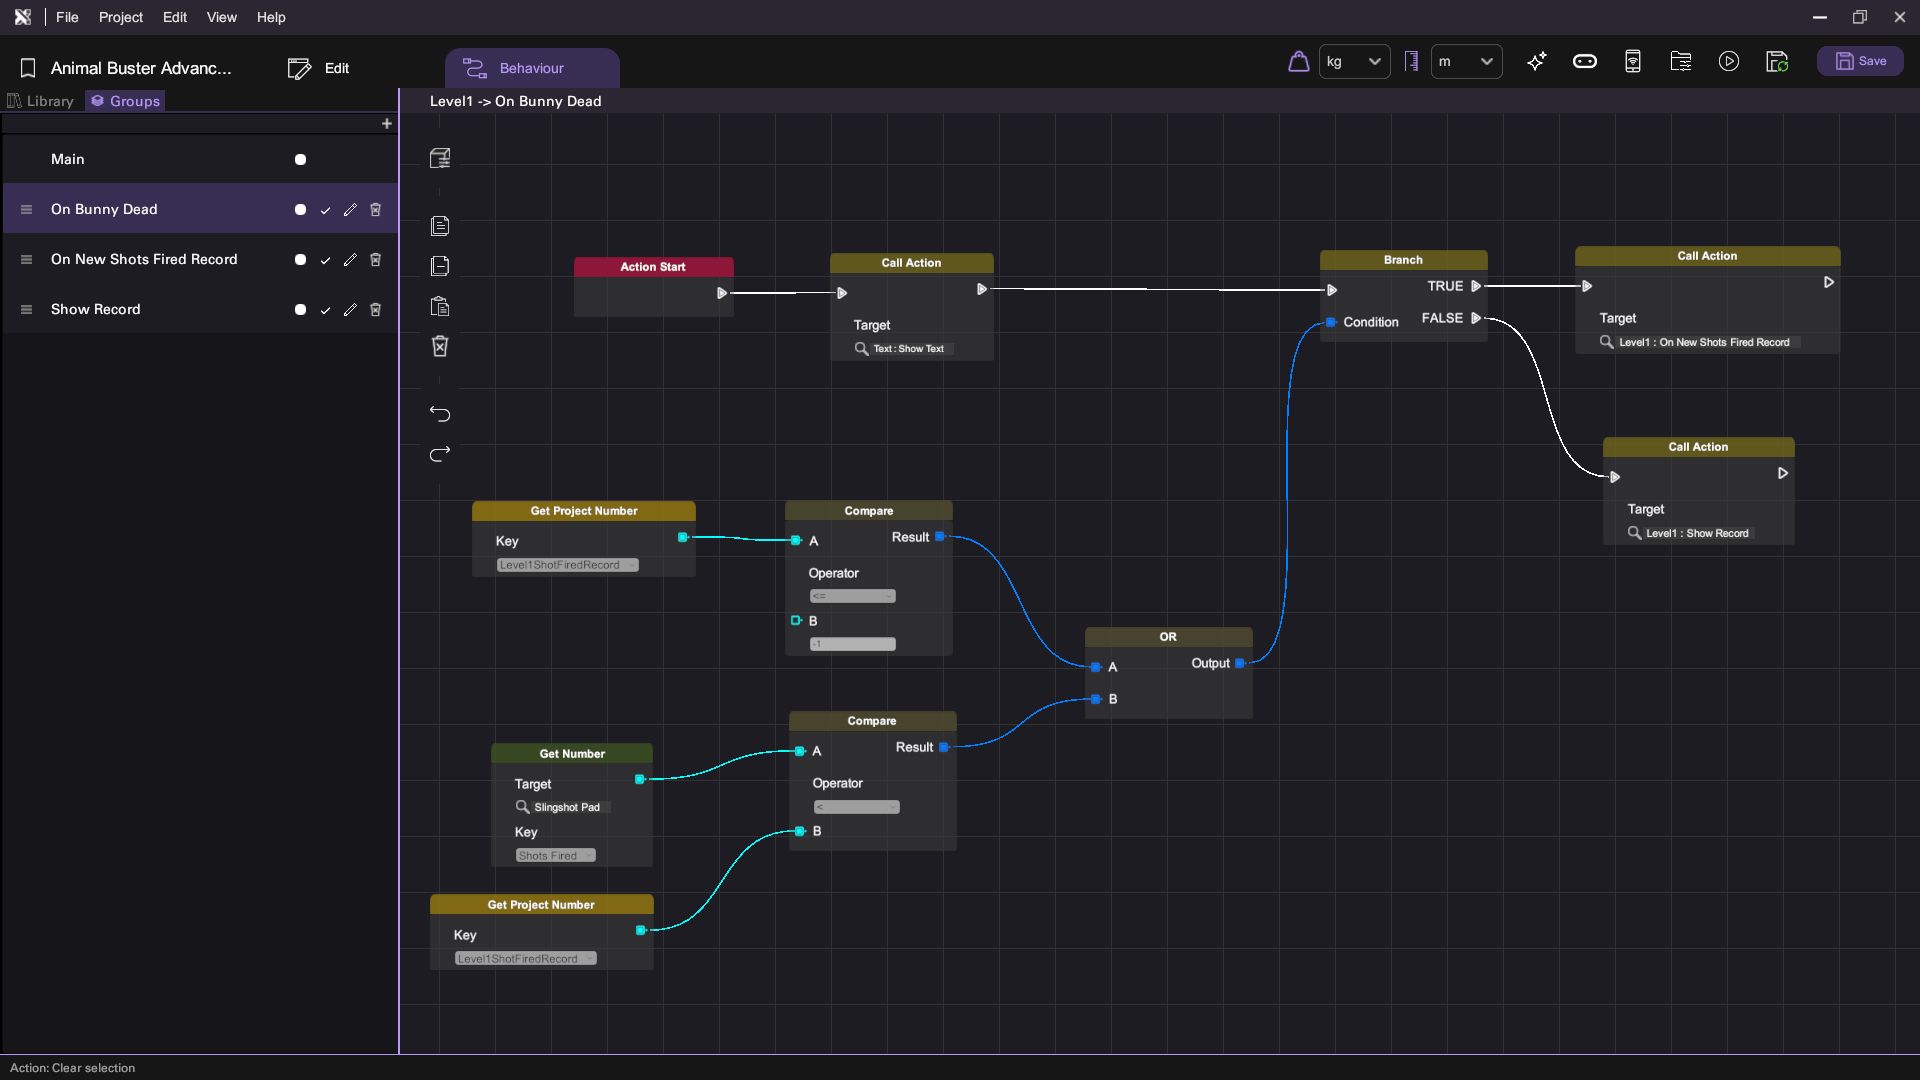 File Project Edit View Help
Animal Buster Advanc...
Edit
Behaviour
kg
m
Save
Library
Groups
Level1 -> On Bunny Dead
+
Main
On Bunny Dead
On New Shots Fired Record
Show Record
Action Start
Call Action
Target
Text : Show Text
Branch
TRUE
Condition
FALSE
Call Action
Target
Level1 : On New Shots Fired Record
Call Action
Target
Level1 : Show Record
Get Project Number
Key
Level1ShotFiredRecord
Compare
A
Result
Operator
<=
B
-1
OR
A
Output
B
Compare
A
Result
Operator
<
B
Get Number
Target
Slingshot Pad
Key
Shots Fired
Get Project Number
Key
Level1ShotFiredRecord
Action: Clear selection